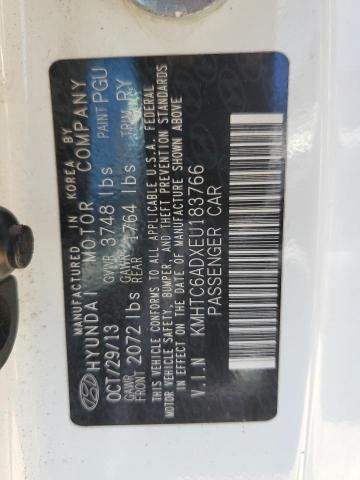 MANUFACTURED IN KOREA BY
HYUNDAI MOTOR COMPANY
OCT/29/13 GVWR 3748 lbs PAINT PGU
GAWR FRONT 2072 lbs GAWR REAR 1764 lbs TRIM RY
THIS VEHICLE CONFORMS TO ALL APPLICABLE U.S.A. FEDERAL
MOTOR VEHICLE SAFETY, BUMPER, AND THEFT PREVENTION STANDARDS
IN EFFECT ON THE DATE OF MANUFACTURE SHOWN ABOVE
V.I.N KMHTC6ADXEU183766
PASSENGER CAR